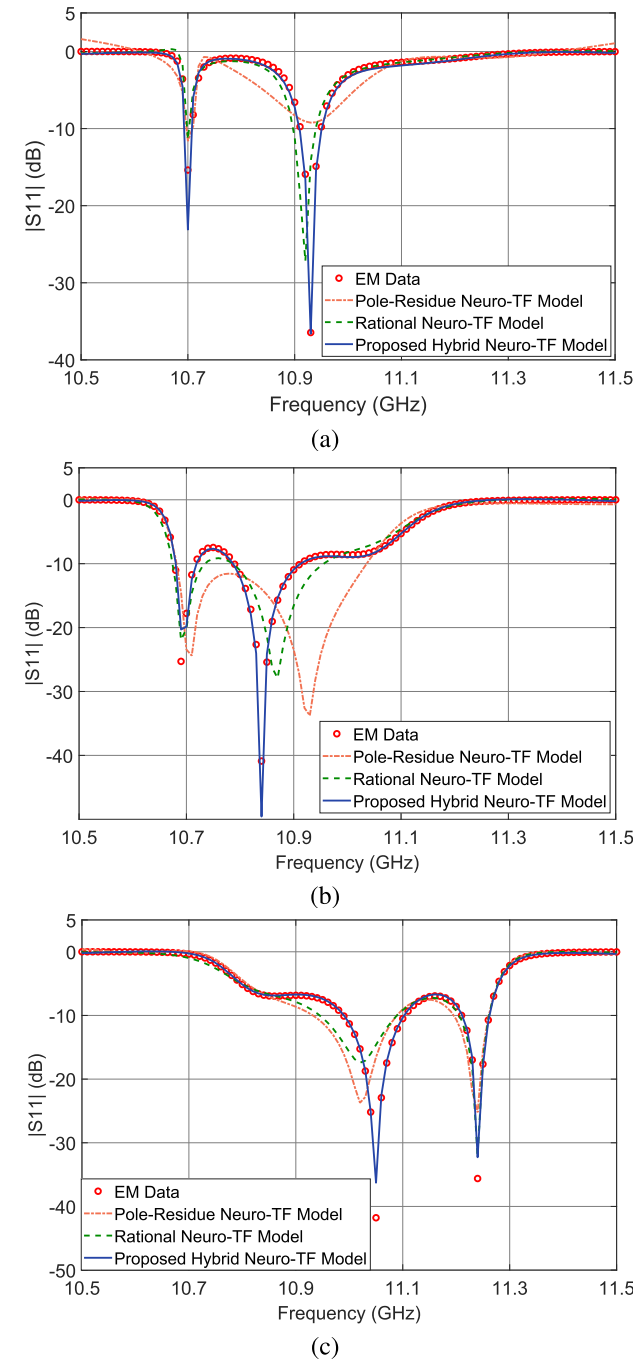 5
0
-10
-20
-30
-40
|S11| (dB)
EM Data
Pole-Residue Neuro-TF Model
Rational Neuro-TF Model
Proposed Hybrid Neuro-TF Model
10.5 10.7 10.9 11.1 11.3 11.5
Frequency (GHz)
(a)
5
0
-10
-20
-30
-40
|S11| (dB)
EM Data
Pole-Residue Neuro-TF Model
Rational Neuro-TF Model
Proposed Hybrid Neuro-TF Model
10.5 10.7 10.9 11.1 11.3 11.5
Frequency (GHz)
(b)
5
0
-10
-20
-30
-40
-50
|S11| (dB)
EM Data
Pole-Residue Neuro-TF Model
Rational Neuro-TF Model
Proposed Hybrid Neuro-TF Model
10.5 10.7 10.9 11.1 11.3 11.5
Frequency (GHz)
(c)